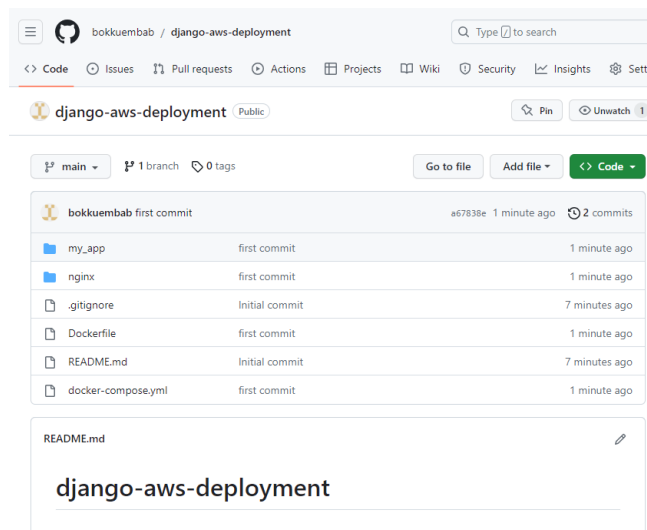 bokkuembab / django-aws-deployment
Type / to search
<> Code Issues Pull requests Actions Projects Wiki Security Insights Sett
django-aws-deployment Public
Pin
Unwatch 1
main 1 branch 0 tags
Go to file
Add file
<> Code
bokkuembab first commit a67838e 1 minute ago 2 commits
my_app first commit 1 minute ago
nginx first commit 1 minute ago
.gitignore Initial commit 7 minutes ago
Dockerfile first commit 1 minute ago
README.md Initial commit 7 minutes ago
docker-compose.yml first commit 1 minute ago
README.md
django-aws-deployment